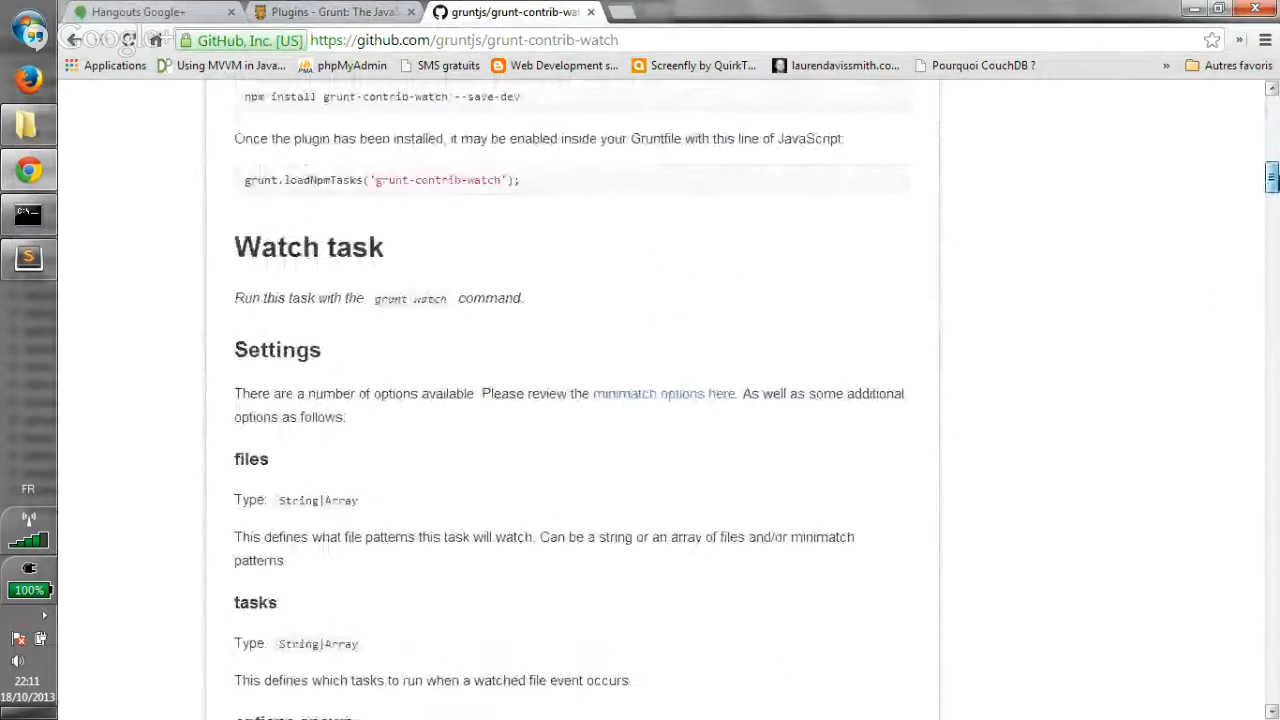 Hangouts Google+
Plugins - Grunt: The Java
gruntjs/grunt-contrib-wat
Google+
GitHub, Inc. [US]
https://github.com/gruntjs/grunt-contrib-watch
Applications
Using MVVM in Java...
phpMyAdmin
SMS gratuits
Web Development s...
Screenfly by QuirkT...
laurendavissmith.co...
Pourquoi CouchDB ?
»
Autres favoris
npm install grunt-contrib-watch --save-dev
Once the plugin has been installed, it may be enabled inside your Gruntfile with this line of JavaScript:
grunt.loadNpmTasks('grunt-contrib-watch');
Watch task
Run this task with the grunt watch command.
Settings
There are a number of options available. Please review the minimatch options here. As well as some additional
options as follows:
files
Type: String|Array
This defines what file patterns this task will watch. Can be a string or an array of files and/or minimatch
patterns.
tasks
Type: String|Array
This defines which tasks to run when a watched file event occurs.
options.spawn
FR
100%
22:11
18/10/2013